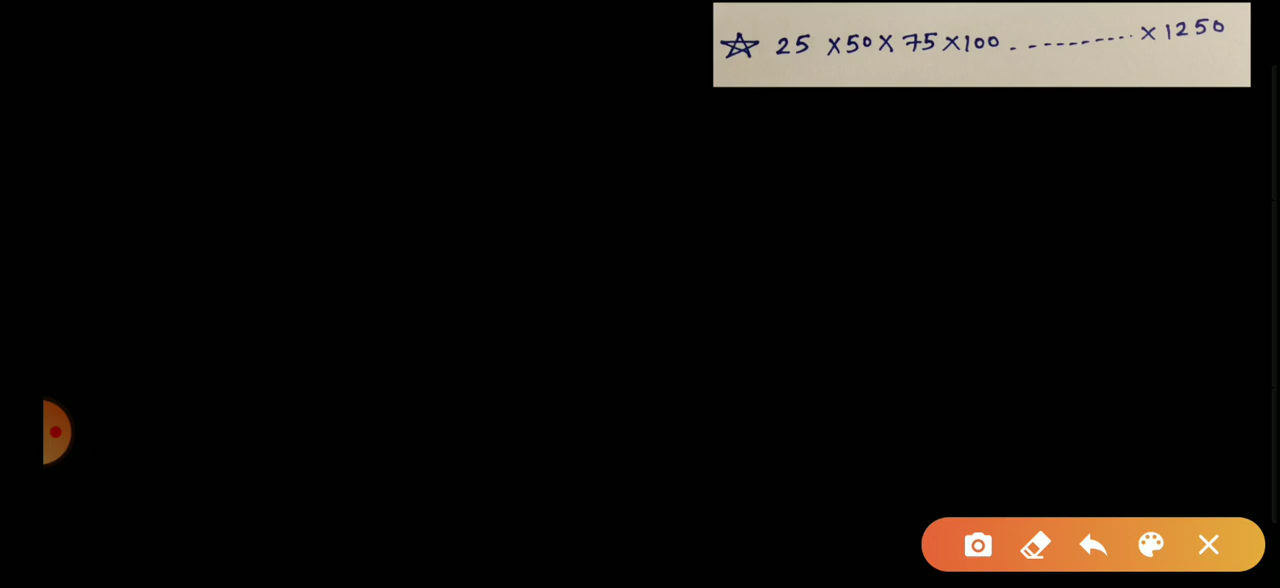 ☆ 25 ×50× 75×100 . ---------- ×1250